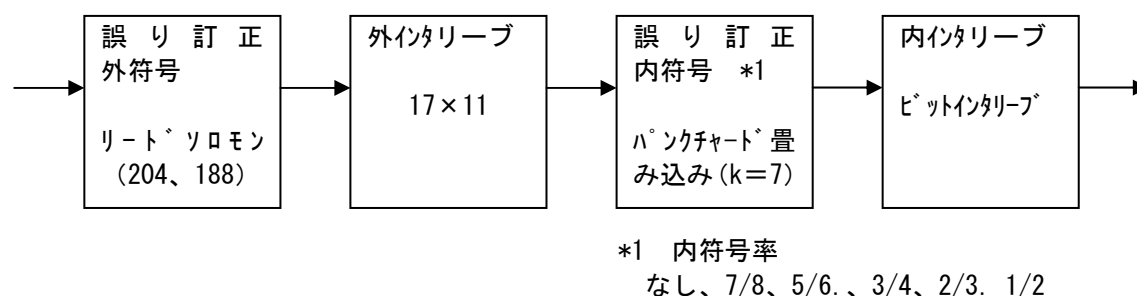 誤り訂正
外符号
リードソロモン
(204、188)
外インタリーブ
17×11
誤り訂正
内符号 *1
パンクチャード畳
み込み(k=7)
内インタリーブ
ビットインタリーブ
*1 内符号率
なし、7/8、5/6.、3/4、2/3. 1/2